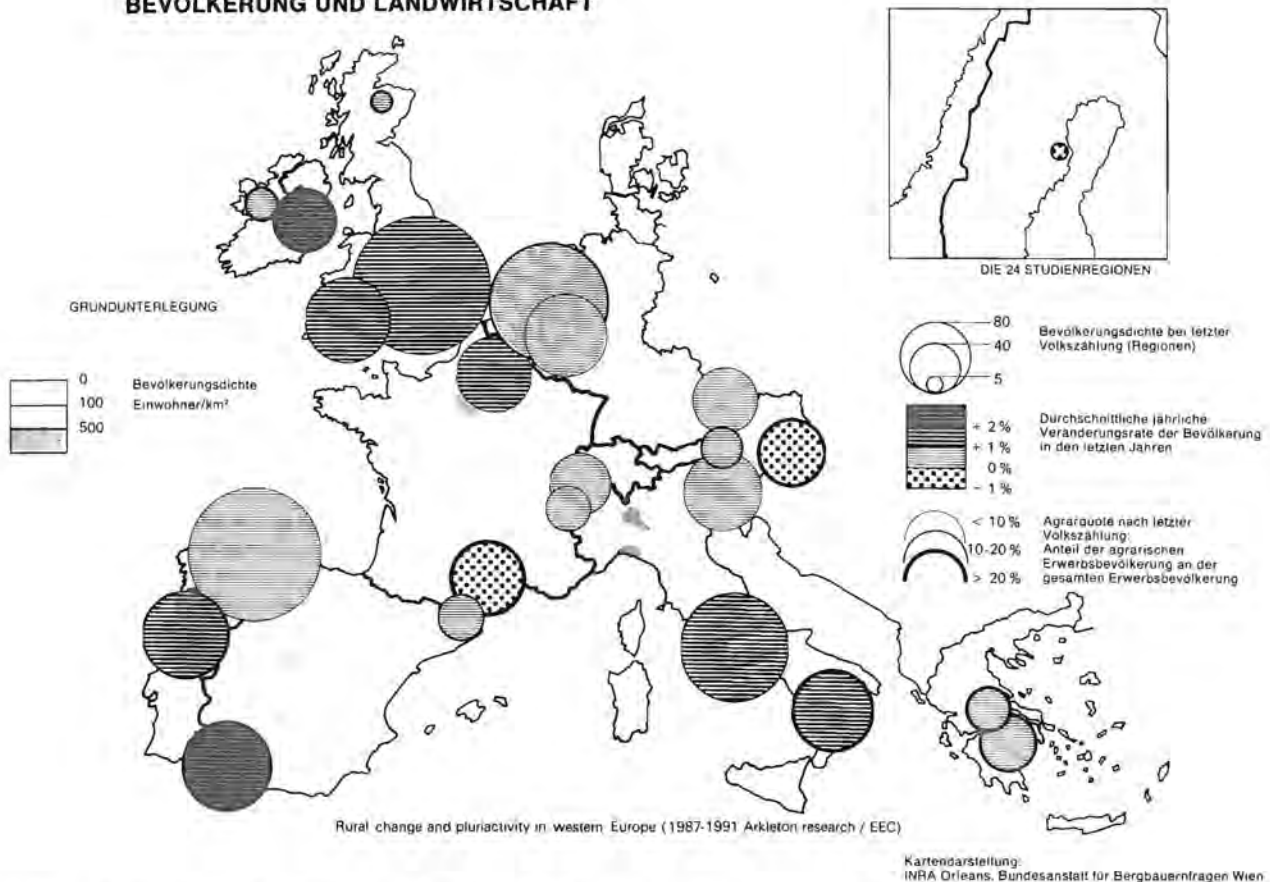 BEVÖLKERUNG UND LANDWIRTSCHAFT
DIE 24 STUDIENREGIONEN
GRUNDUNTERLEGUNG
0
100
500
Bevölkerungsdichte
Einwohner/km²
80
40
5
Bevölkerungsdichte bei letzter
Volkszählung (Regionen)
+ 2 %
+ 1 %
0 %
- 1 %
Durchschnittliche jährliche
Veränderungsrate der Bevölkerung
in den letzten Jahren
< 10 %
10-20 %
> 20 %
Agrarquote nach letzter
Volkszählung:
Anteil der agrarischen
Erwerbsbevölkerung an der
gesamten Erwerbsbevölkerung
Rural change and pluriactivity in western Europe (1987-1991 Arkleton research / EEC)
Kartendarstellung:
INRA Orleans, Bundesanstalt für Bergbauernfragen Wien